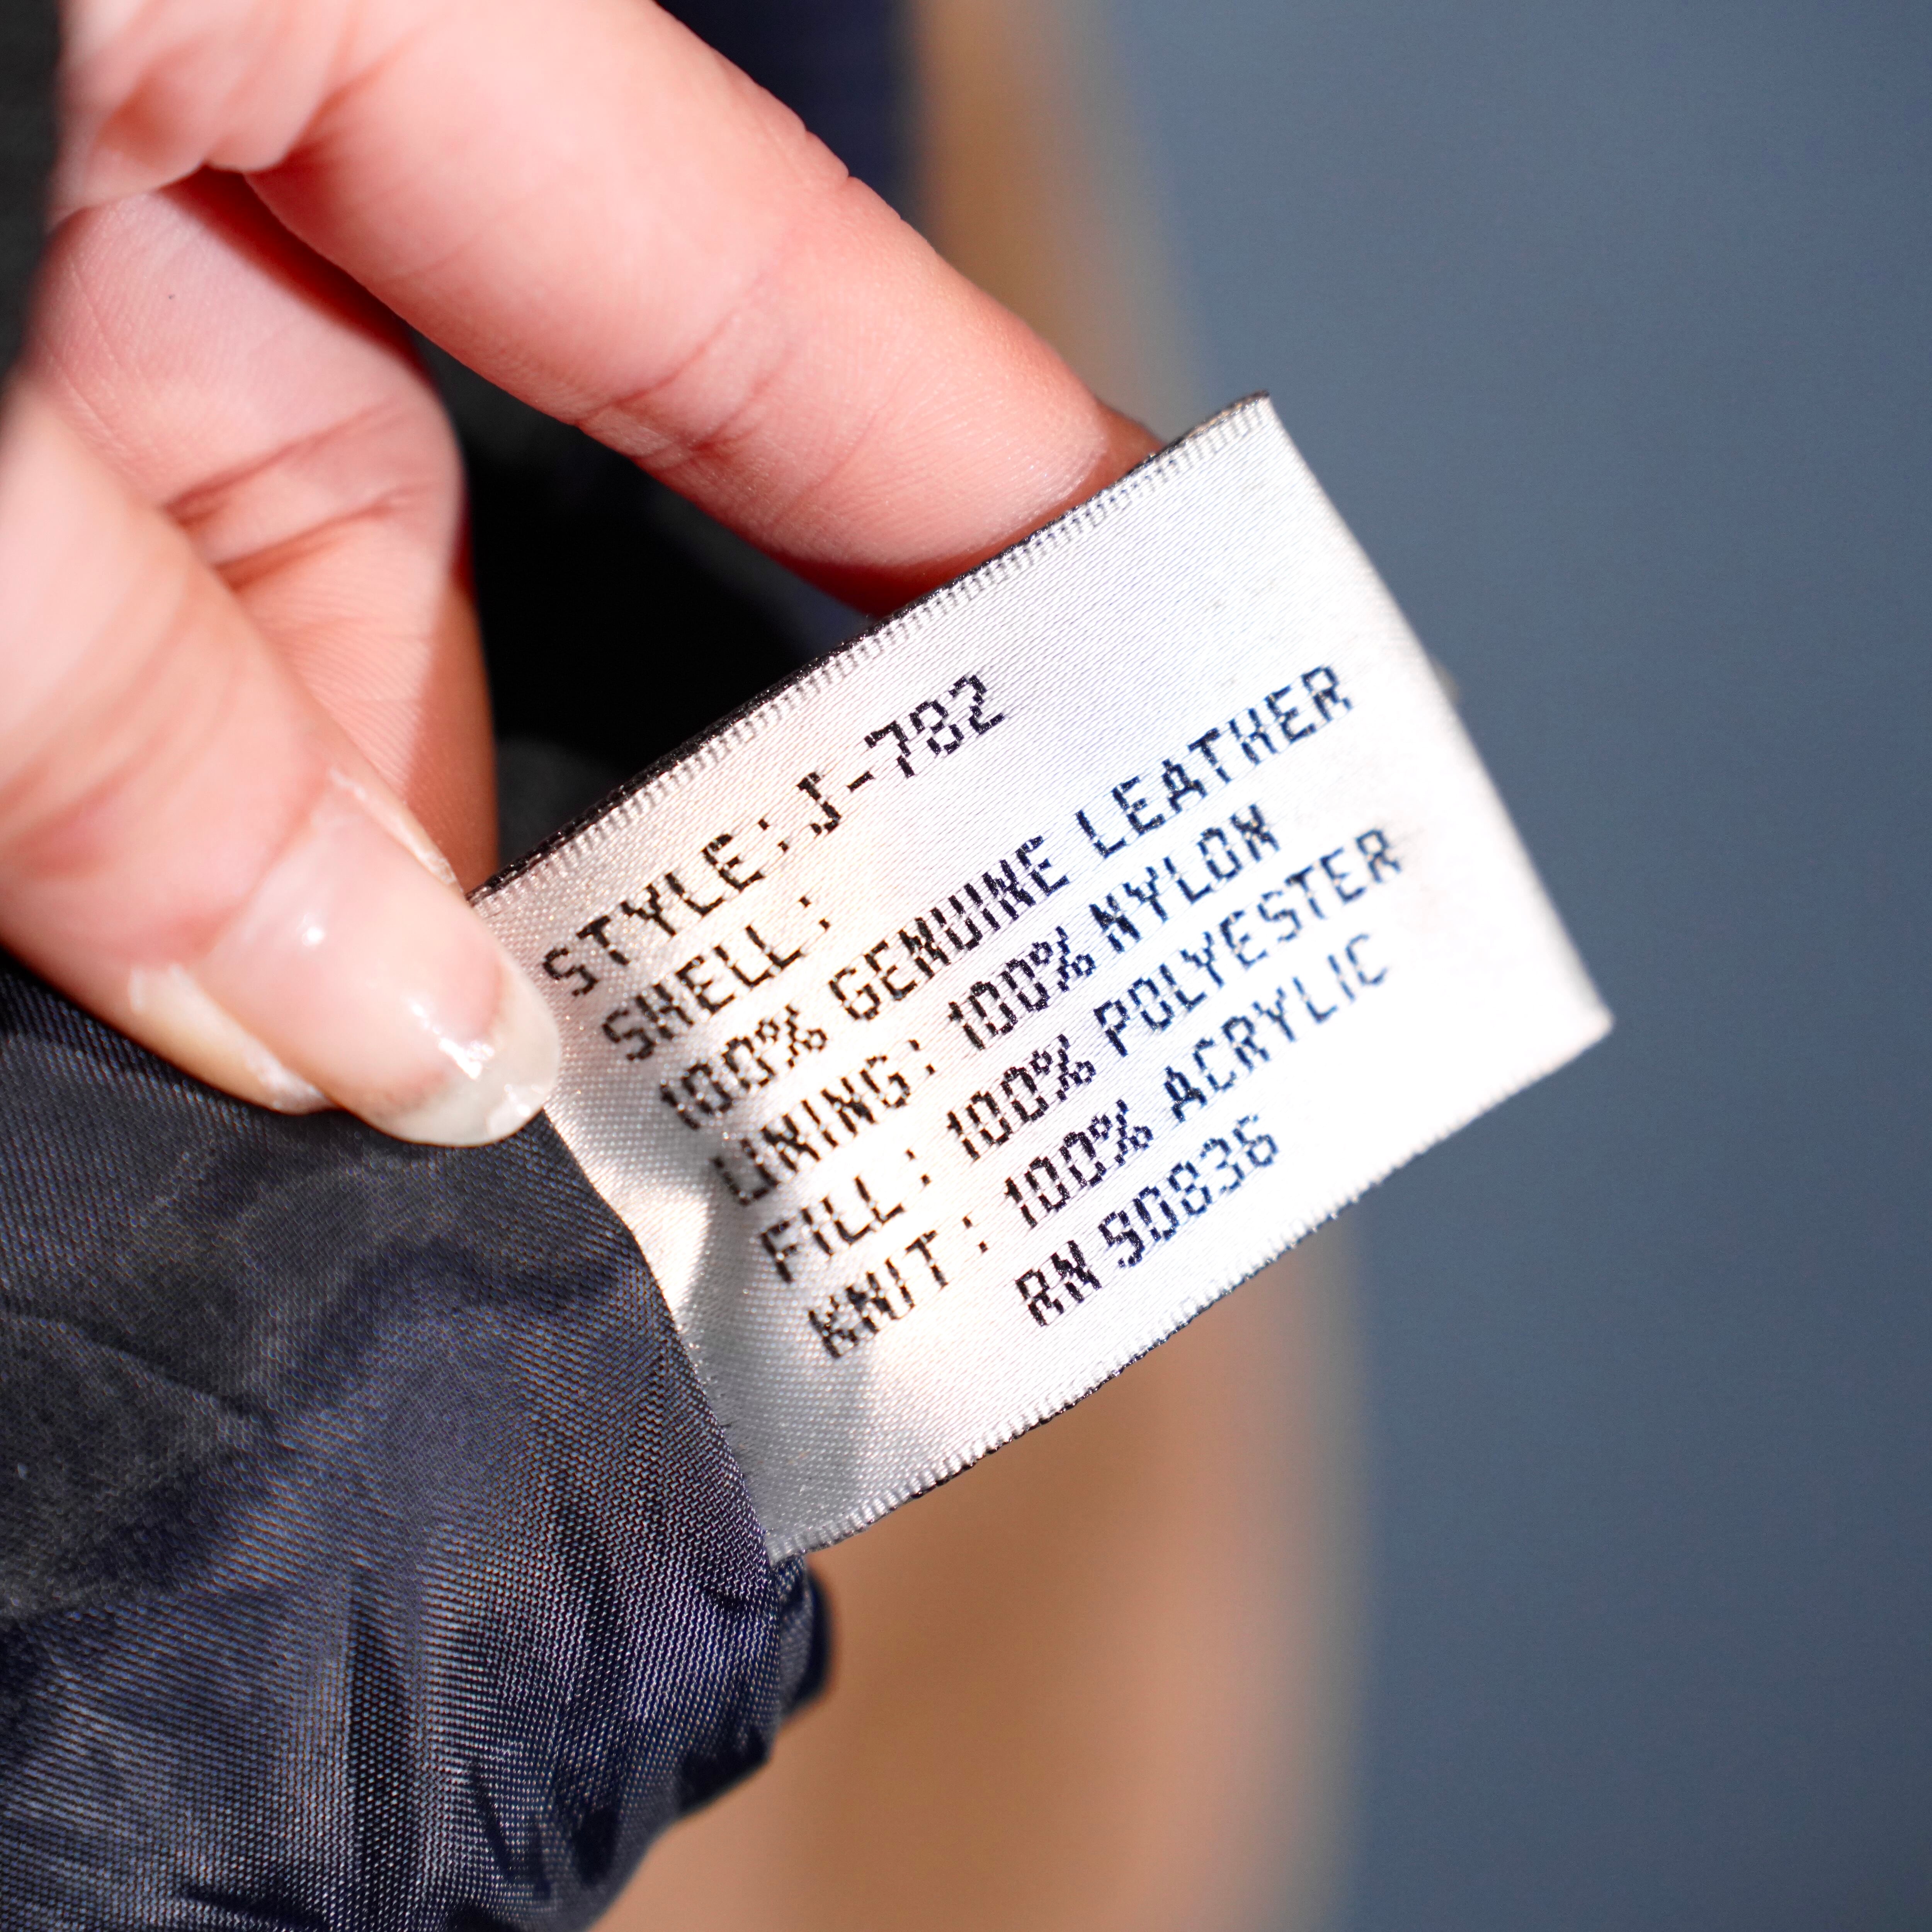 STYLE: J-782
SHELL:
100% GENUINE LEATHER
LINING: 100% NYLON
FILL: 100% POLYESTER
KNIT: 100% ACRYLIC
RN 90836